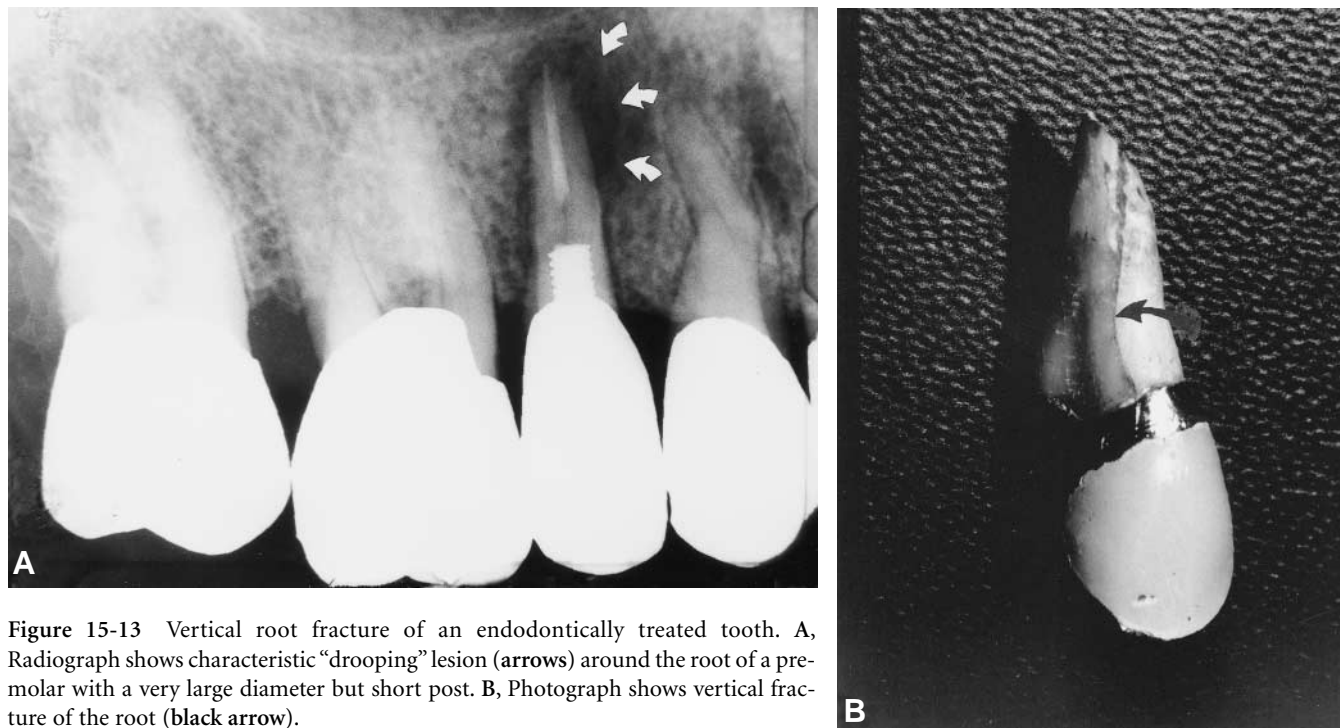 A
B
Figure 15-13 Vertical root fracture of an endodontically treated tooth. A,
Radiograph shows characteristic “drooping” lesion (arrows) around the root of a pre-
molar with a very large diameter but short post. B, Photograph shows vertical frac-
ture of the root (black arrow).